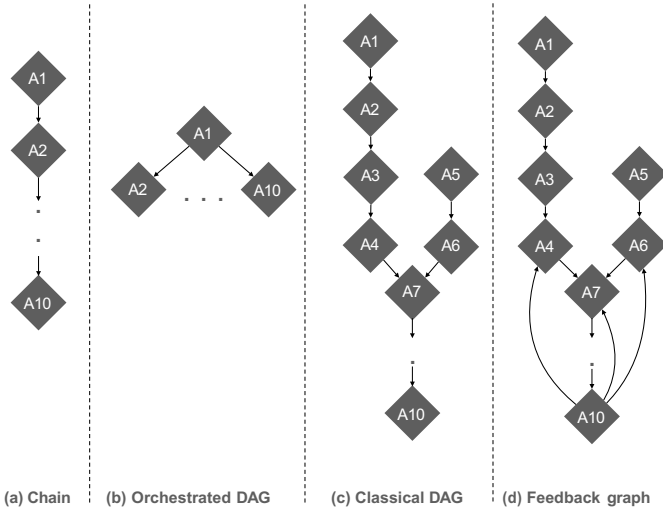 A1
A2
A10
A1
A2
A10
A1
A2
A3
A5
A4
A6
A7
A10
A1
A2
A3
A5
A4
A6
A7
A10
(a) Chain
(b) Orchestrated DAG
(c) Classical DAG
(d) Feedback graph